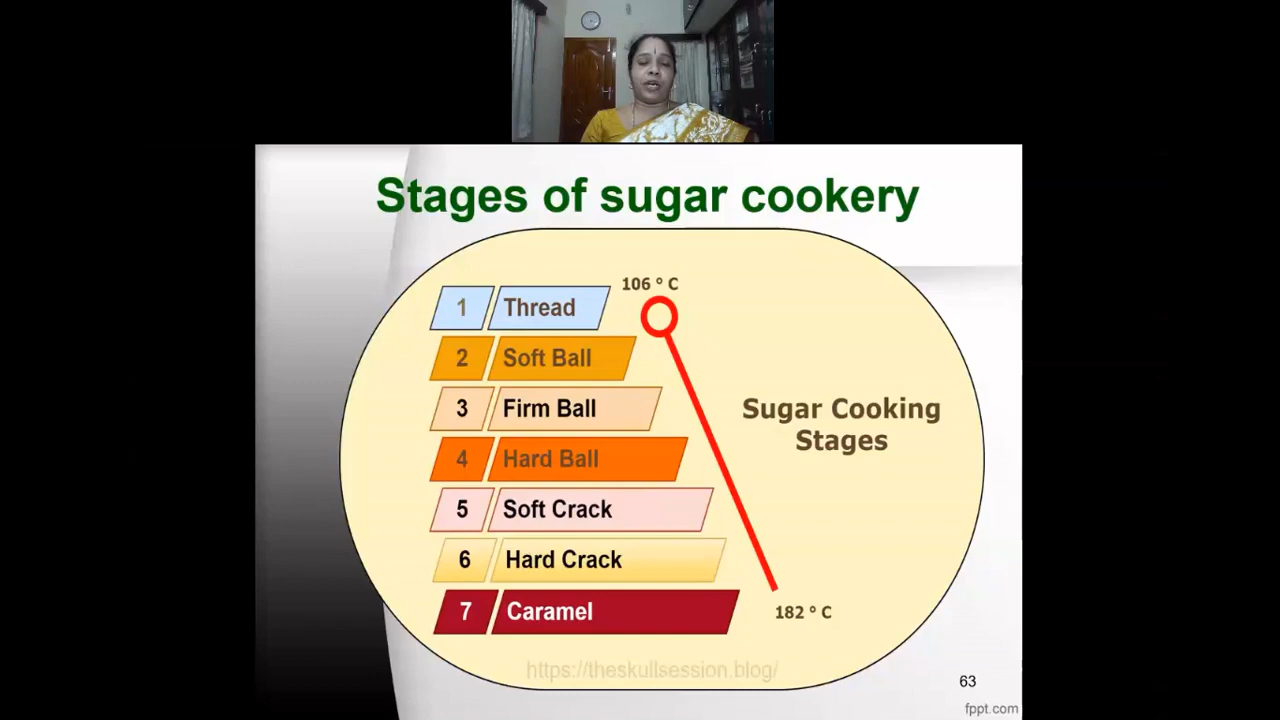 Stages of sugar cookery
106 ° C
1 Thread
2 Soft Ball
3 Firm Ball
4 Hard Ball
5 Soft Crack
6 Hard Crack
7 Caramel
Sugar Cooking
Stages
182 ° C
https://theskullsession.blog/
63
fppt.com